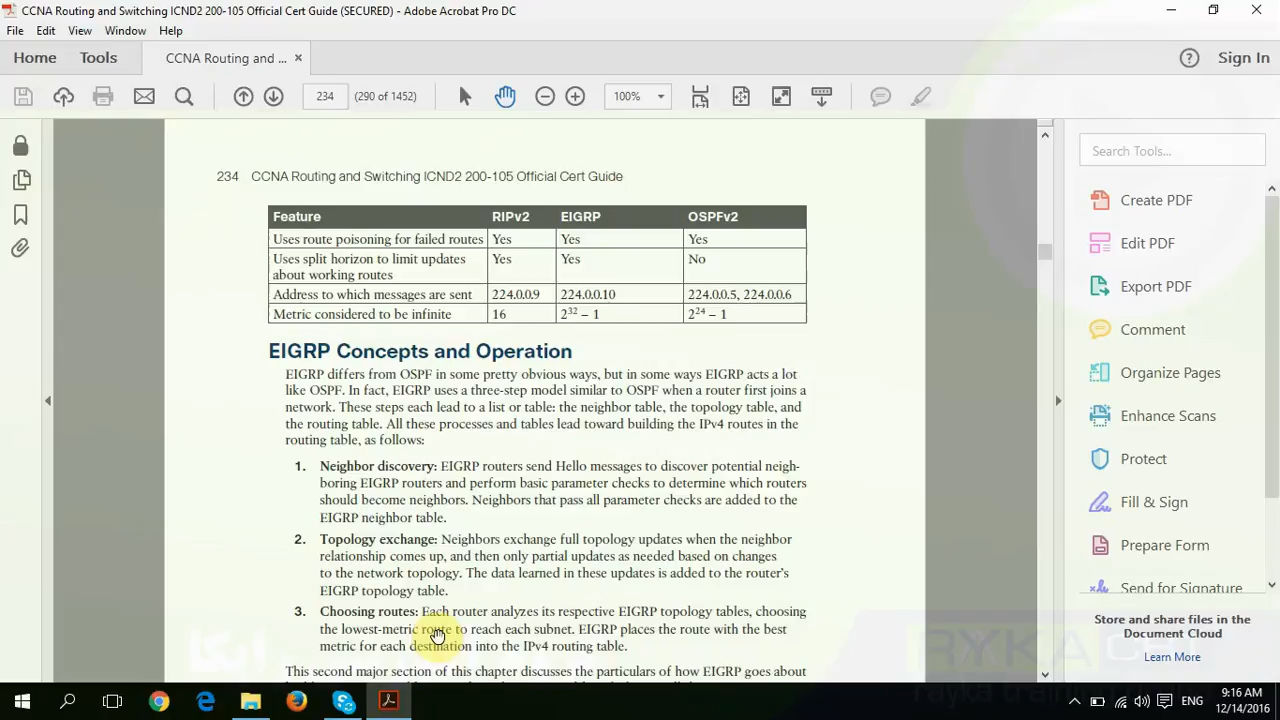 CCNA Routing and Switching ICND2 200-105 Official Cert Guide (SECURED) - Adobe Acrobat Pro DC
File Edit View Window Help
Home Tools CCNA Routing and ... × Sign In
234 (290 of 1452) 100%
Search Tools...
Create PDF
Edit PDF
Export PDF
Comment
Organize Pages
Enhance Scans
Protect
Fill & Sign
Prepare Form
Send for Signature
Store and share files in the
Document Cloud
Learn More
234 CCNA Routing and Switching ICND2 200-105 Official Cert Guide
Feature RIPv2 EIGRP OSPFv2
Uses route poisoning for failed routes Yes Yes Yes
Uses split horizon to limit updates Yes Yes No
about working routes
Address to which messages are sent 224.0.0.9 224.0.0.10 224.0.0.5, 224.0.0.6
Metric considered to be infinite 16 2³² – 1 2²⁴ – 1
EIGRP Concepts and Operation
EIGRP differs from OSPF in some pretty obvious ways, but in some ways EIGRP acts a lot
like OSPF. In fact, EIGRP uses a three-step model similar to OSPF when a router first joins a
network. These steps each lead to a list or table: the neighbor table, the topology table, and
the routing table. All these processes and tables lead toward building the IPv4 routes in the
routing table, as follows:
1. Neighbor discovery: EIGRP routers send Hello messages to discover potential neigh-
boring EIGRP routers and perform basic parameter checks to determine which routers
should become neighbors. Neighbors that pass all parameter checks are added to the
EIGRP neighbor table.
2. Topology exchange: Neighbors exchange full topology updates when the neighbor
relationship comes up, and then only partial updates as needed based on changes
to the network topology. The data learned in these updates is added to the router's
EIGRP topology table.
3. Choosing routes: Each router analyzes its respective EIGRP topology tables, choosing
the lowest-metric route to reach each subnet. EIGRP places the route with the best
metric for each destination into the IPv4 routing table.
This second major section of this chapter discusses the particulars of how EIGRP goes about
RYKA
rayka
ENG
9:16 AM
12/14/2016